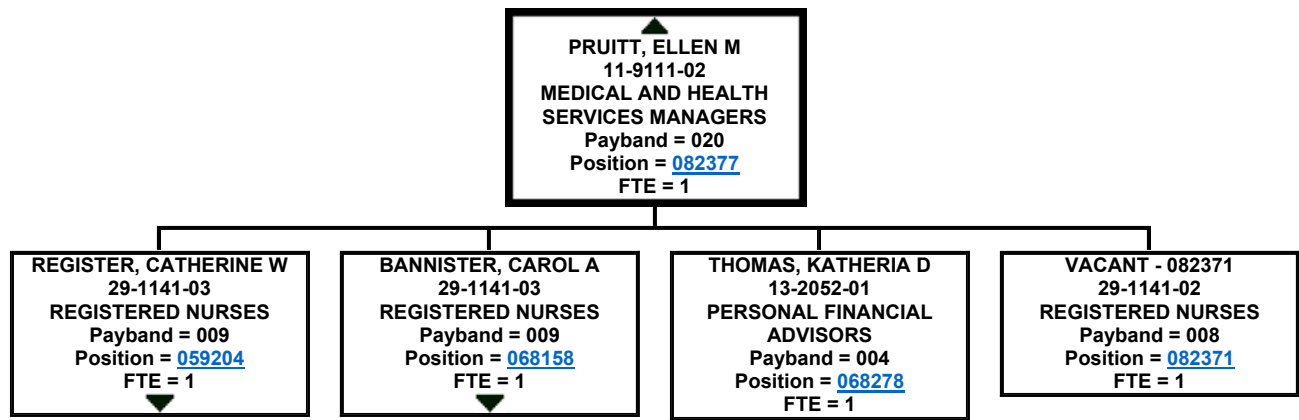 PRUITT, ELLEN M
11-9111-02
MEDICAL AND HEALTH
SERVICES MANAGERS
Payband = 020
Position = 082377
FTE = 1
REGISTER, CATHERINE W
29-1141-03
REGISTERED NURSES
Payband = 009
Position = 059204
FTE = 1
BANNISTER, CAROL A
29-1141-03
REGISTERED NURSES
Payband = 009
Position = 068158
FTE = 1
THOMAS, KATHERIA D
13-2052-01
PERSONAL FINANCIAL
ADVISORS
Payband = 004
Position = 068278
FTE = 1
VACANT - 082371
29-1141-02
REGISTERED NURSES
Payband = 008
Position = 082371
FTE = 1